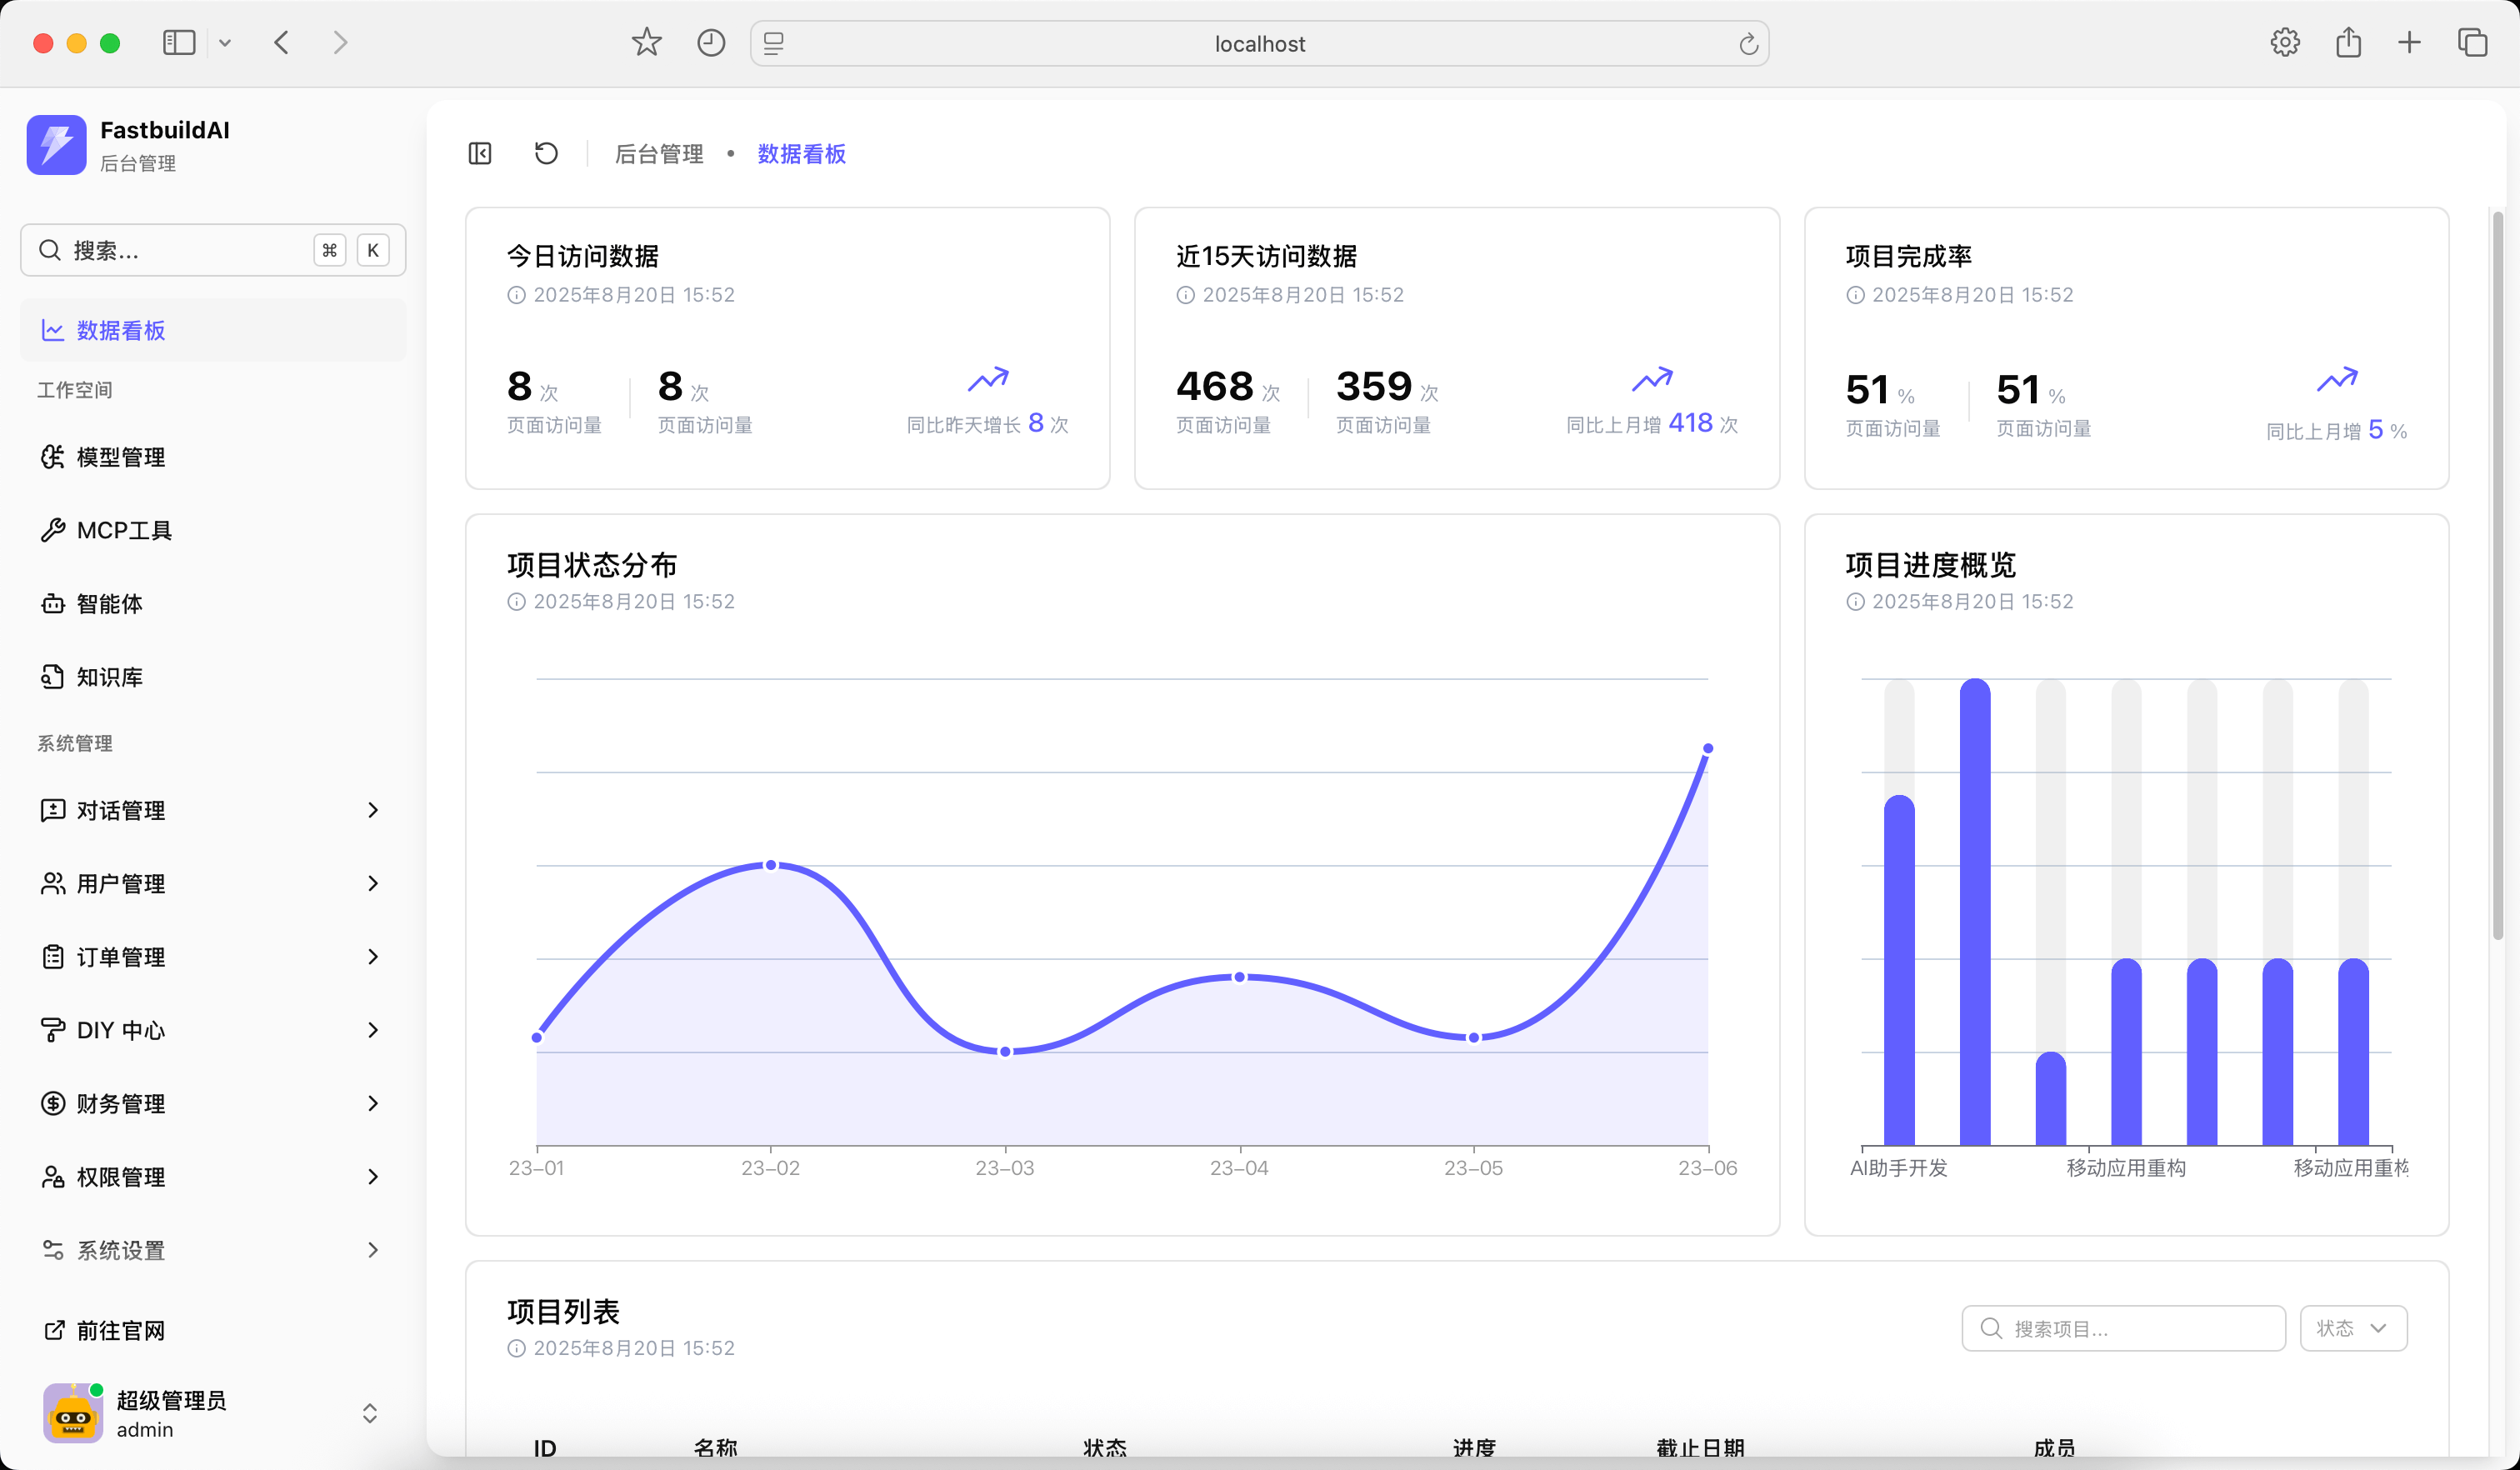 localhost
FastbuildAI
后台管理
搜索... ⌘ K
数据看板
工作空间
模型管理
MCP工具
智能体
知识库
系统管理
对话管理
用户管理
订单管理
DIY 中心
财务管理
权限管理
系统设置
前往官网
超级管理员
admin
后台管理 • 数据看板
今日访问数据
2025年8月20日 15:52
8 次
页面访问量
8 次
页面访问量
同比昨天增长 8 次
近15天访问数据
2025年8月20日 15:52
468 次
页面访问量
359 次
页面访问量
同比上月增 418 次
项目完成率
2025年8月20日 15:52
51 %
页面访问量
51 %
页面访问量
同比上月增 5 %
项目状态分布
2025年8月20日 15:52
23-01 23-02 23-03 23-04 23-05 23-06
项目进度概览
2025年8月20日 15:52
AI助手开发 移动应用重构 移动应用重构
项目列表
2025年8月20日 15:52
搜索项目...
状态
ID 名称 状态 进度 截止日期 成员